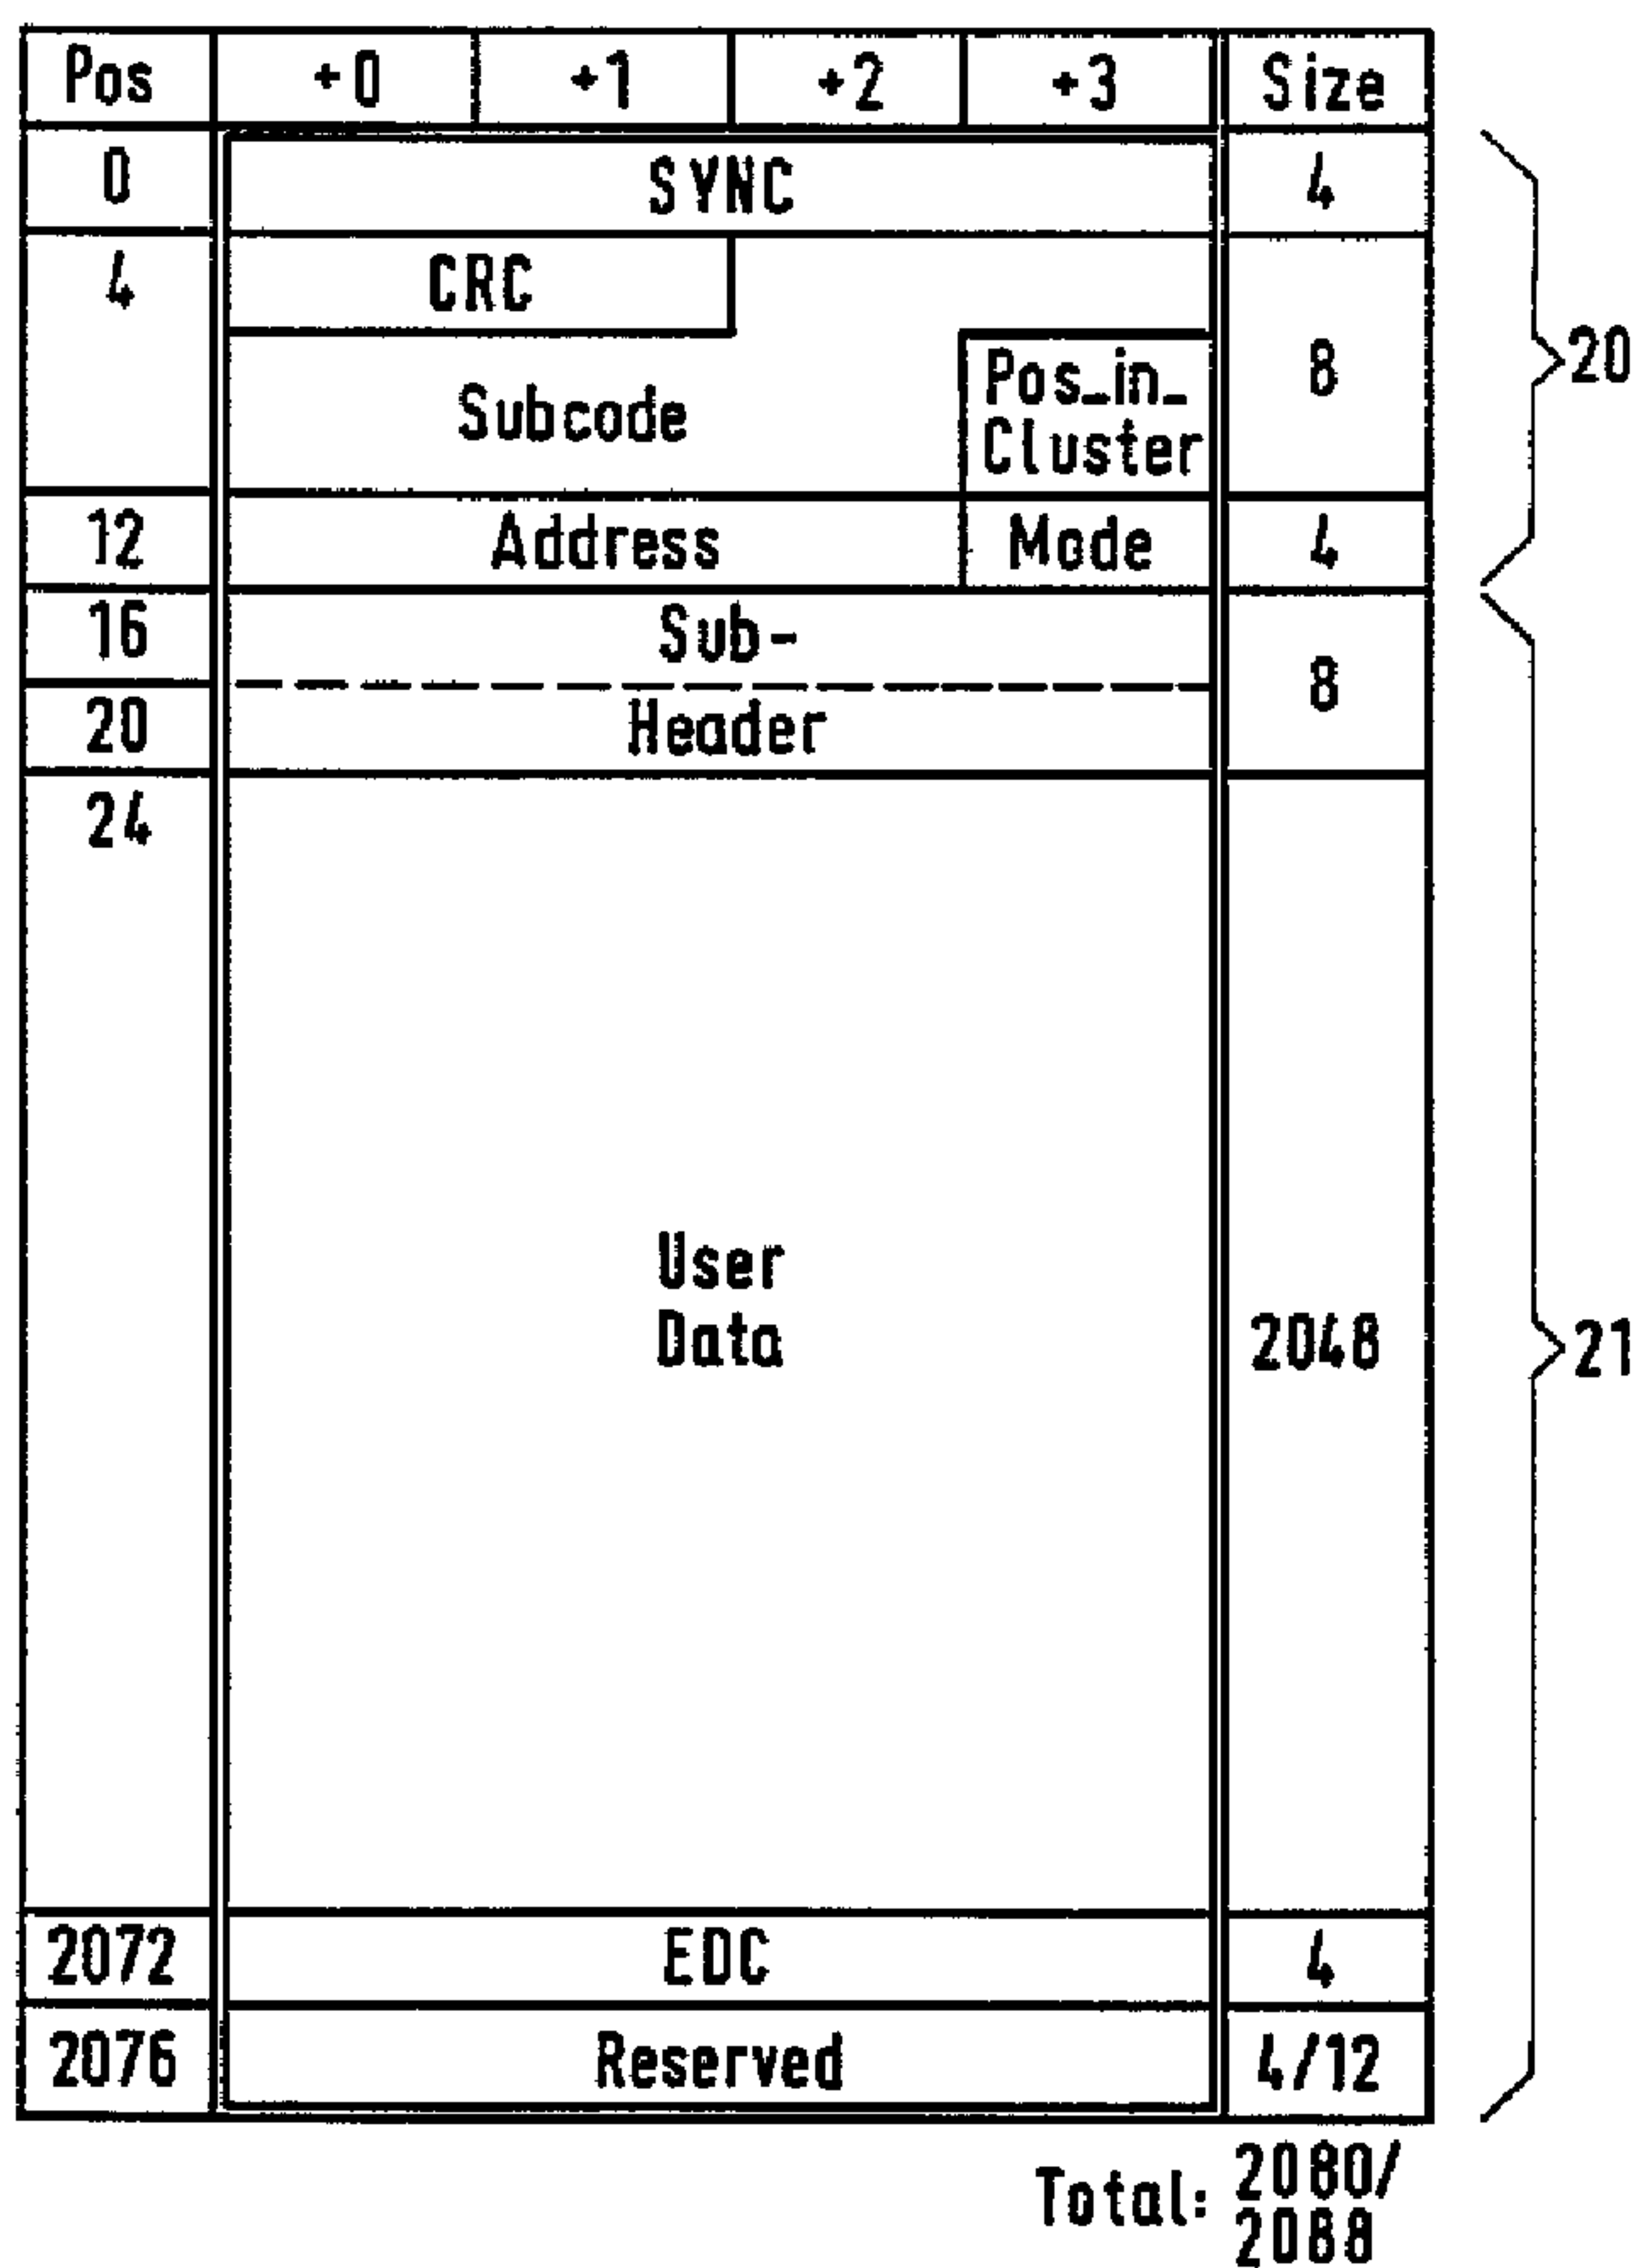 Pos +0 +1 +2 +3 Size
0 SYNC 4
4 CRC
Subcode Pos_in_ 8 20
Cluster
12 Address Mode 4
16 Sub-
8
20 Header
24
User
Data 2048 21
2072 EDC 4
2076 Reserved 4/12
Total: 2080/
2088